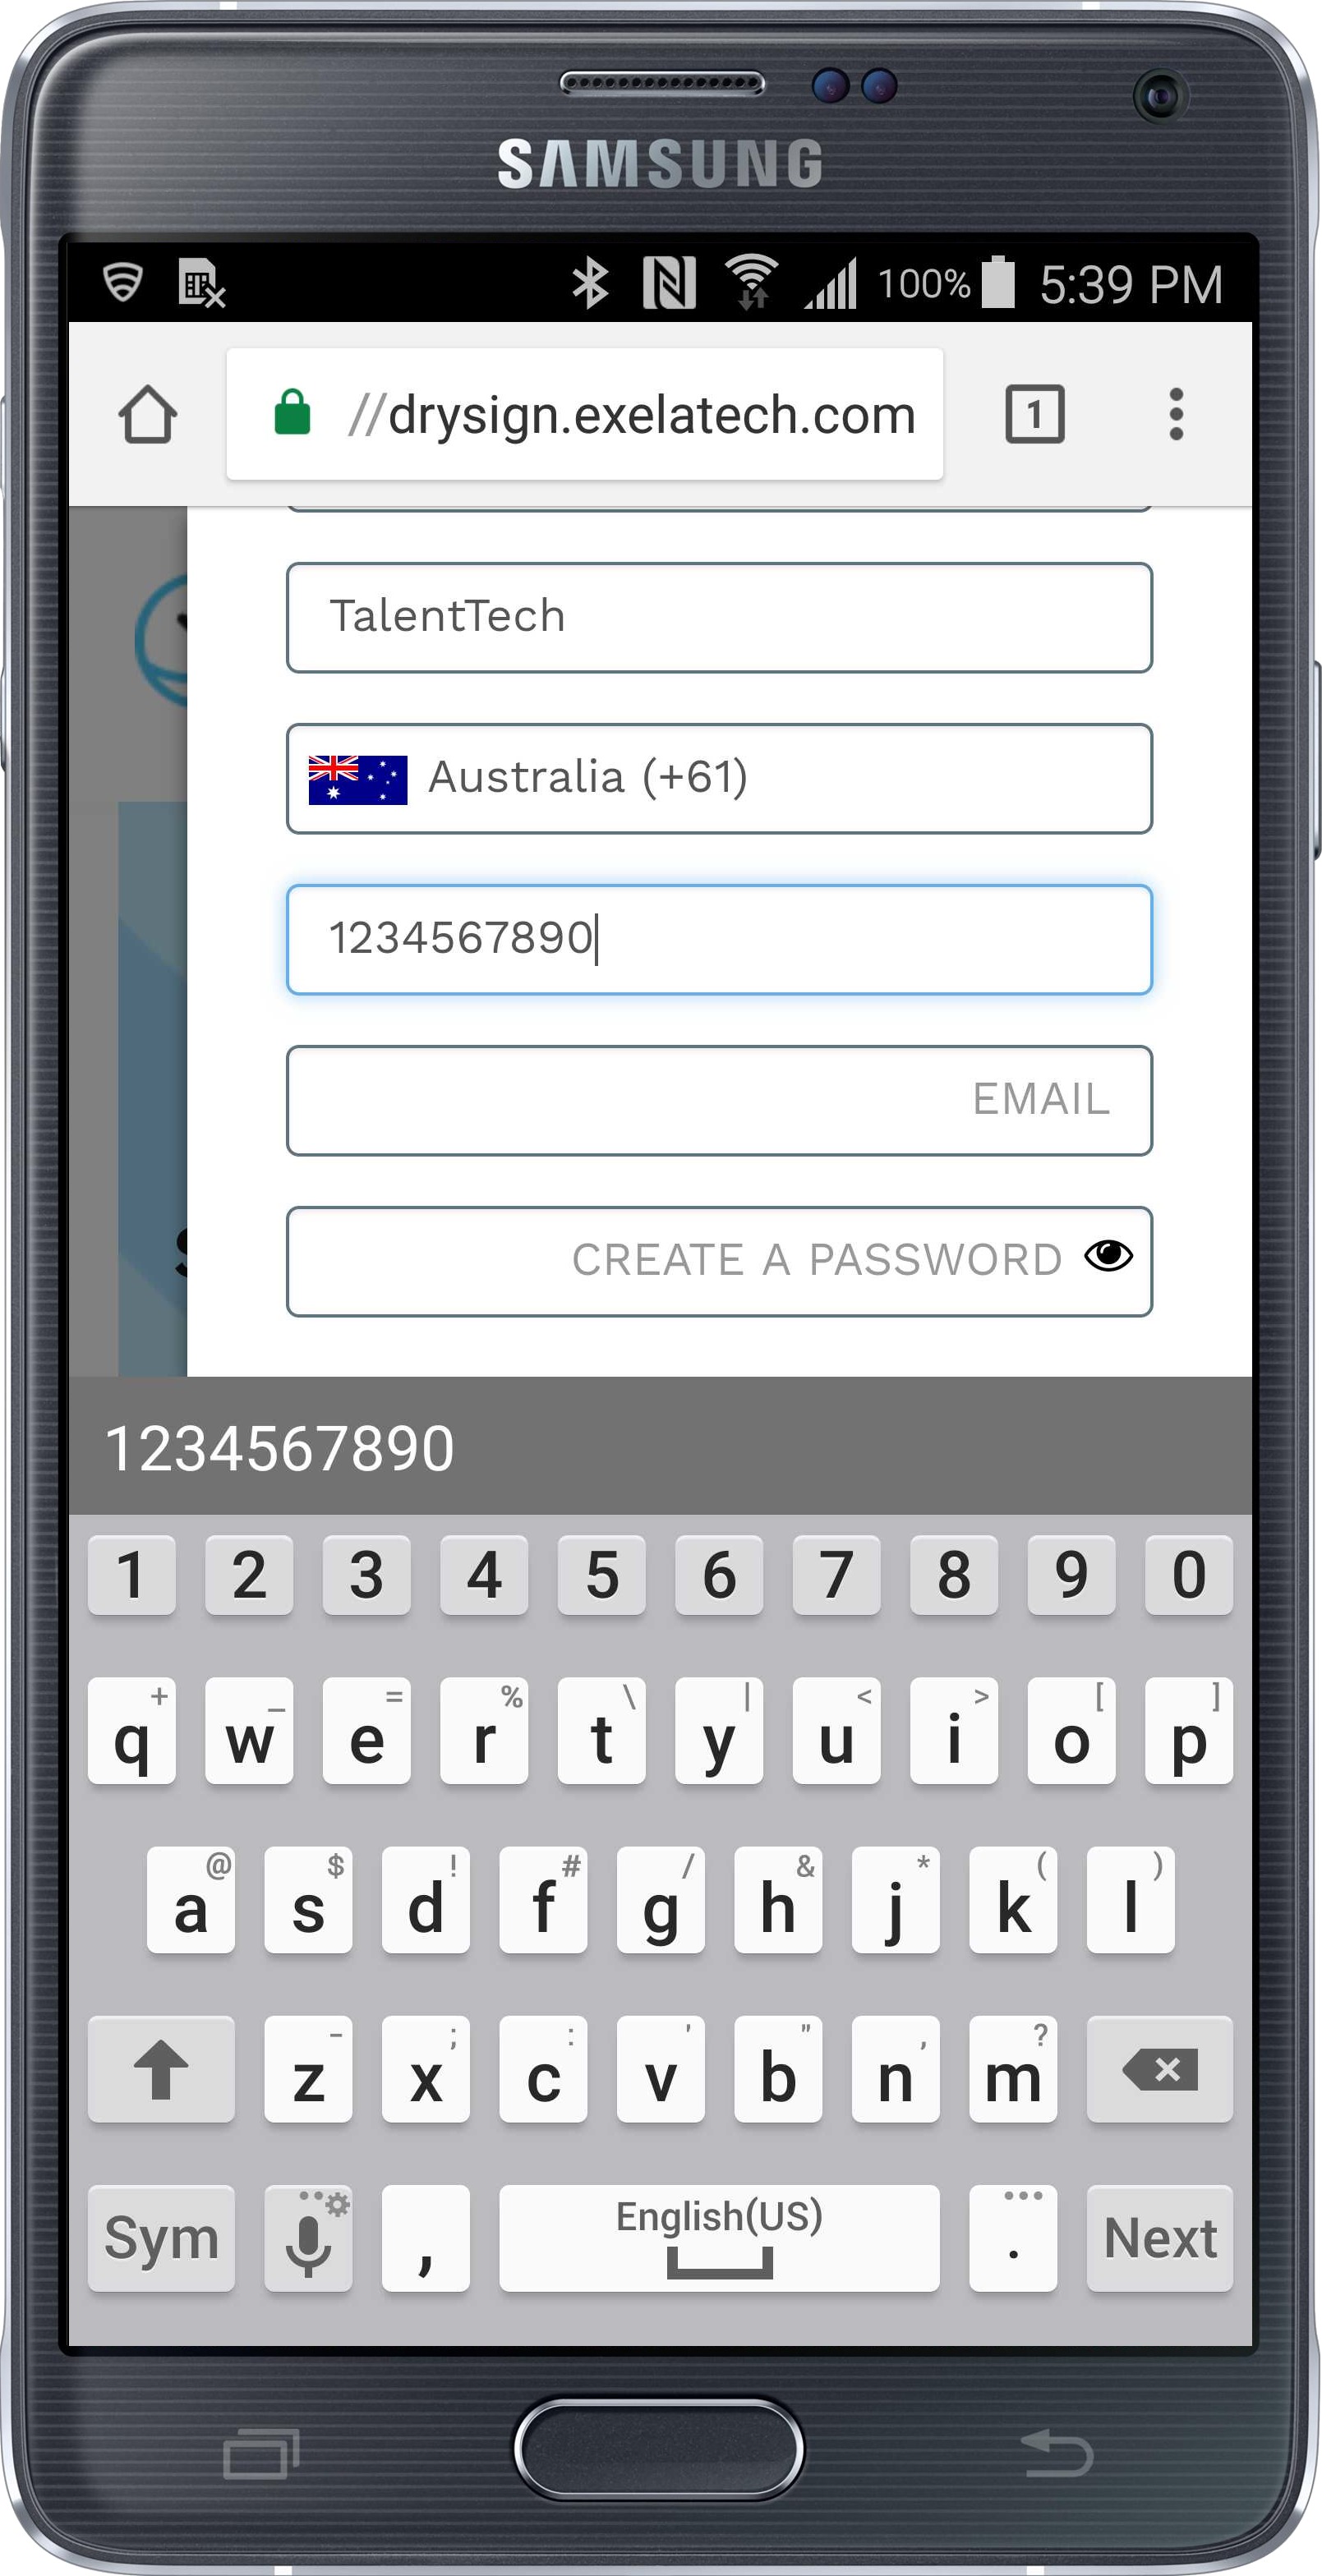 SAMSUNG
100% 5:39 PM
//drysign.exelatech.com 1
TalentTech
Australia (+61)
1234567890
EMAIL
CREATE A PASSWORD
1234567890
1 2 3 4 5 6 7 8 9 0
+ _ = % \ | < > [ ]
q w e r t y u i o p
@ $ ! # / & * ( )
a s d f g h j k l
- ; : ' " , ?
z x c v b n m
Sym , English(US) . Next